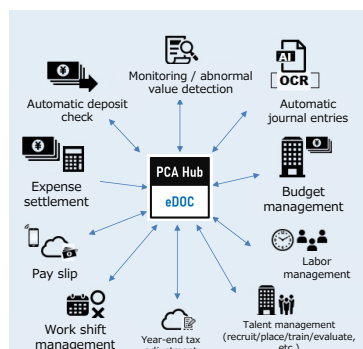 Monitoring / abnormal
value detection
AI
OCR
Automatic deposit
check
Automatic
journal entries
PCA Hub
eDOC
Expense
settlement
Budget
management
Pay slip
Labor
management
Work shift
management
Year-end tax
adjustment
Talent management
(recruit/place/train/evaluate,
etc.)